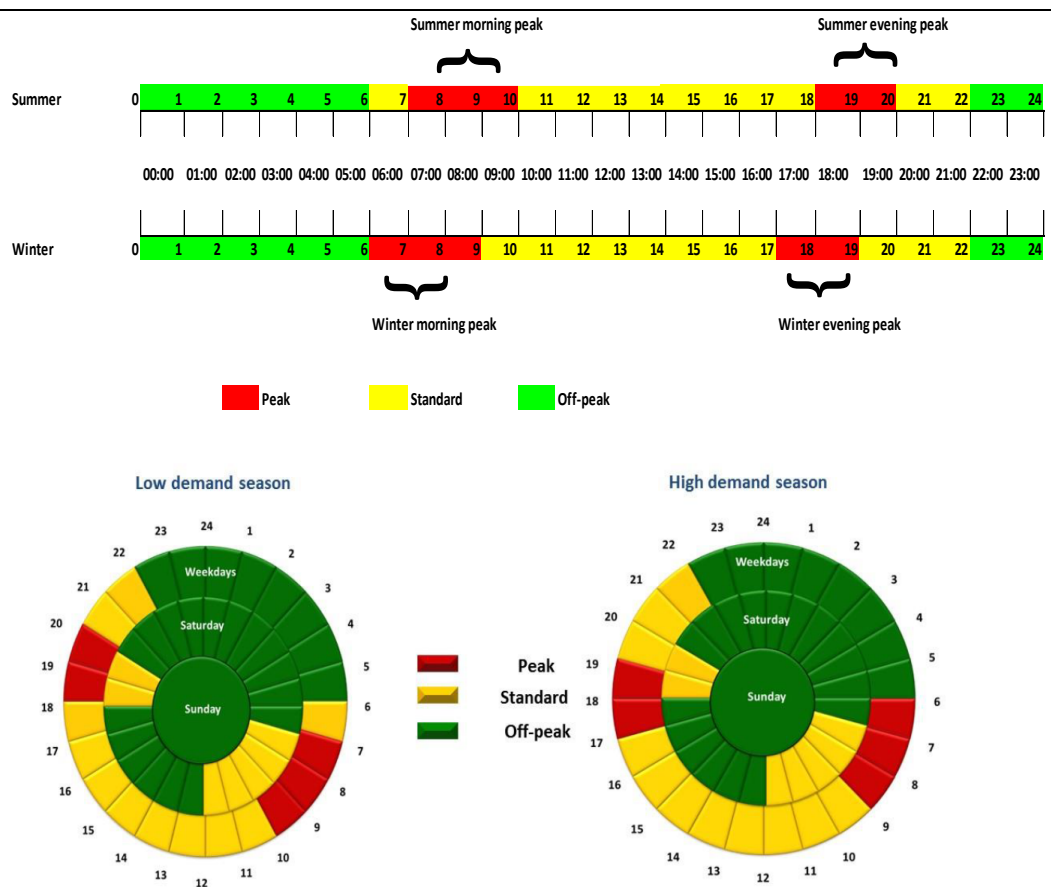 Summer morning peak Summer evening peak
Summer 0 1 2 3 4 5 6 7 8 9 10 11 12 13 14 15 16 17 18 19 20 21 22 23 24
00:00 01:00 02:00 03:00 04:00 05:00 06:00 07:00 08:00 09:00 10:00 11:00 12:00 13:00 14:00 15:00 16:00 17:00 18:00 19:00 20:00 21:00 22:00 23:00
Winter 0 1 2 3 4 5 6 7 8 9 10 11 12 13 14 15 16 17 18 19 20 21 22 23 24
Winter morning peak Winter evening peak
Peak Standard Off-peak
Low demand season
24 1 2 3 4 5 6 7 8 9 10 11 12 13 14 15 16 17 18 19 20 21 22 23
Weekdays
Saturday
Sunday
Peak
Standard
Off-peak
High demand season
24 1 2 3 4 5 6 7 8 9 10 11 12 13 14 15 16 17 18 19 20 21 22 23
Weekdays
Saturday
Sunday